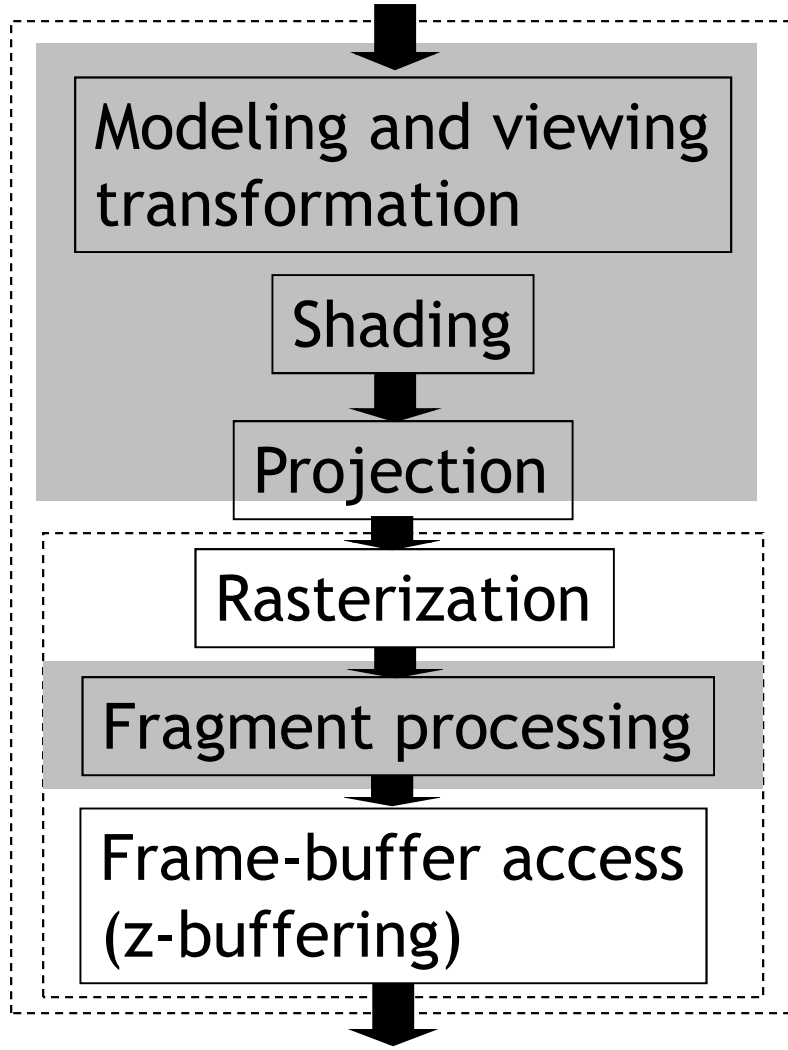 Modeling and viewing
transformation
Shading
Projection
Rasterization
Fragment processing
Frame-buffer access
(z-buffering)